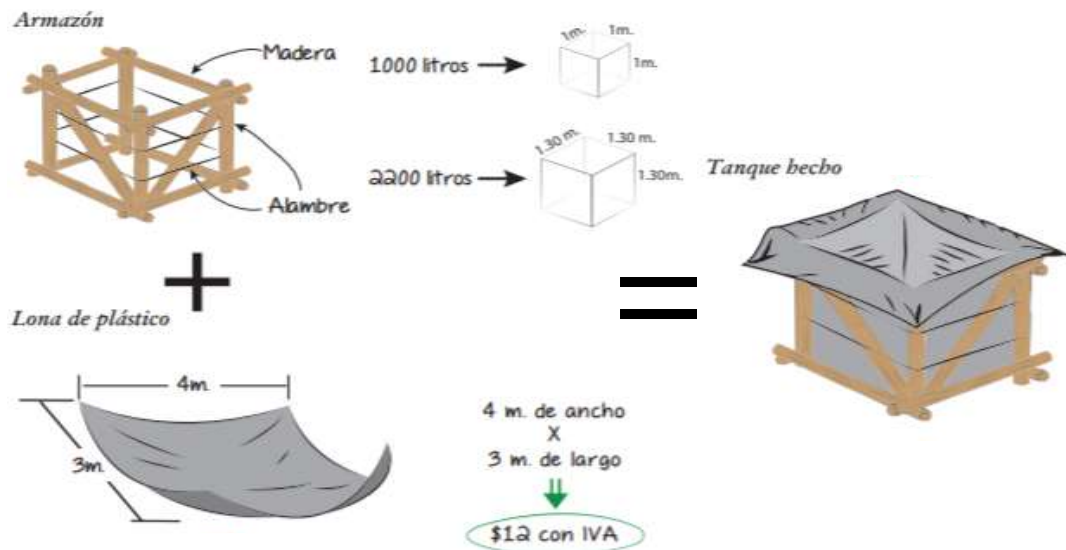 Armazón
Madera
Alambre
1000 litros
1m.
1m.
1m.
2200 litros
1.30 m.
1.30 m.
1.30m.
Tanque hecho
+
=
Lona de plástico
4m.
3m.
4 m. de ancho
X
3 m. de largo
$12 con IVA